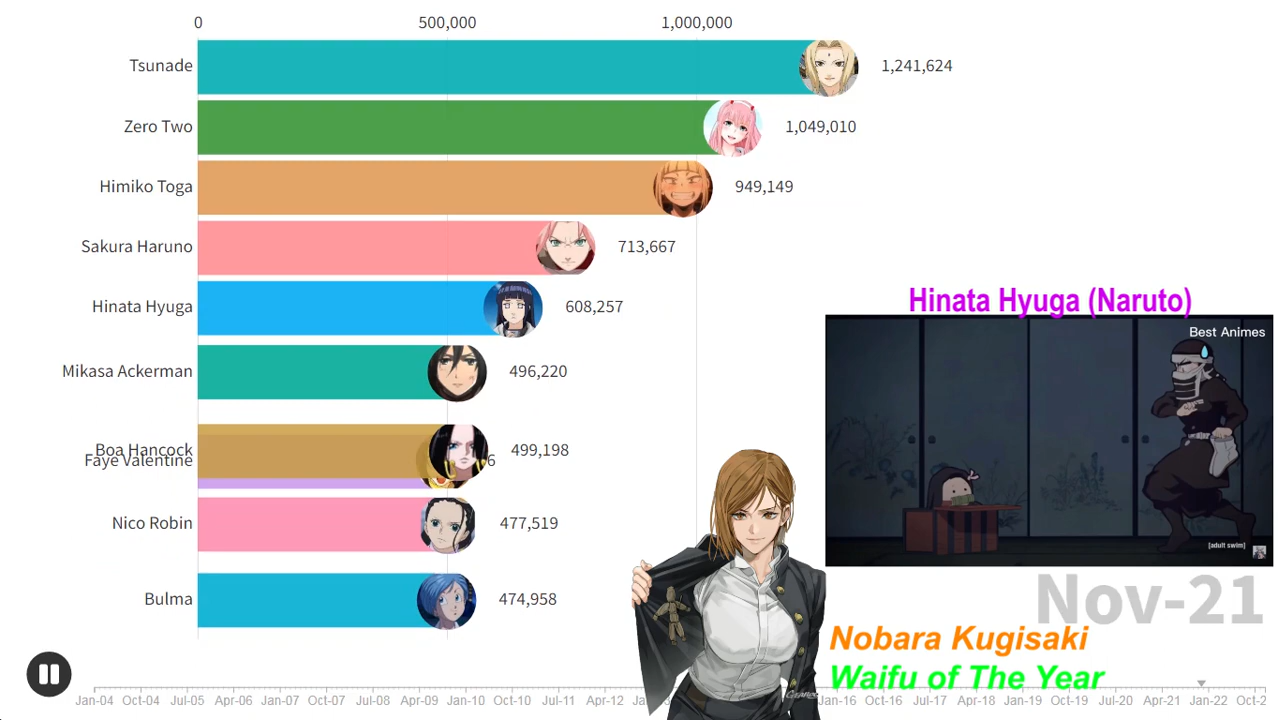 0 500,000 1,000,000
Tsunade 1,241,624
Zero Two 1,049,010
Himiko Toga 949,149
Sakura Haruno 713,667
Hinata Hyuga 608,257
Hinata Hyuga (Naruto)
Best Animes
Mikasa Ackerman 496,220
Boa Hancock 499,198
Faye Valentine 6
Nico Robin 477,519
[adult swim]
Bulma 474,958
Nov-21
Nobara Kugisaki
Waifu of The Year
Jan-04 Oct-04 Jul-05 Apr-06 Jan-07 Oct-07 Jul-08 Apr-09 Jan-10 Oct-10 Jul-11 Apr-12 Jan-16 Oct-16 Jul-17 Apr-18 Jan-19 Oct-19 Jul-20 Apr-21 Jan-22 Oct-2